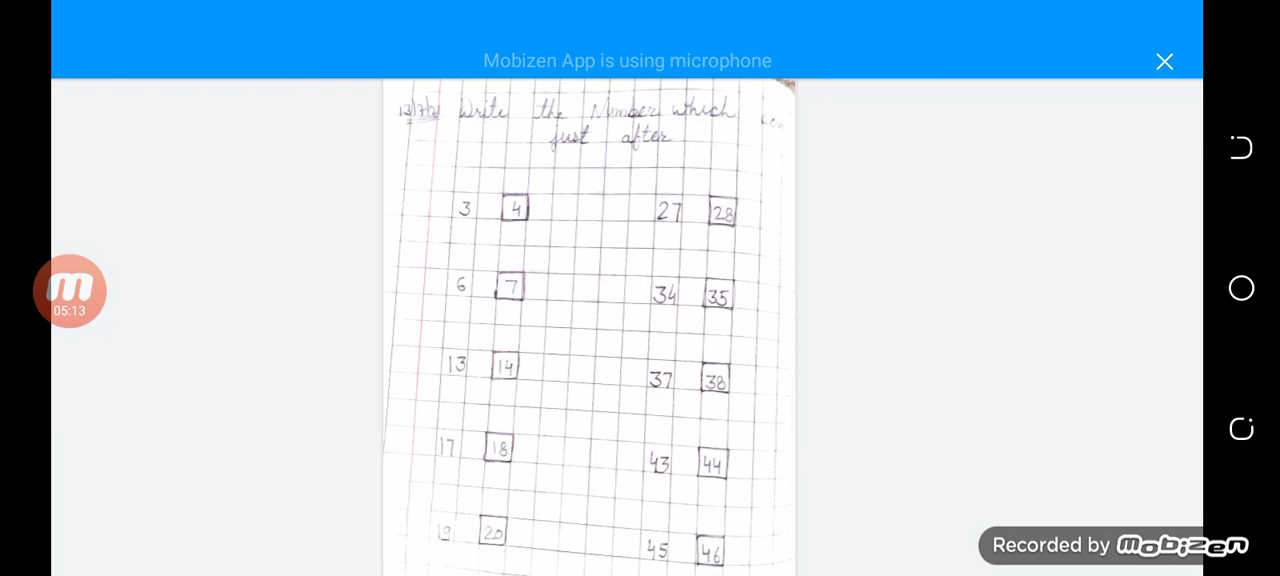 Mobizen App is using microphone
Write the Number which
just after
3 4 27 28
6 7 34 35
13 14 37 38
17 18 43 44
19 20 45 46
05:13
Recorded by mobizen